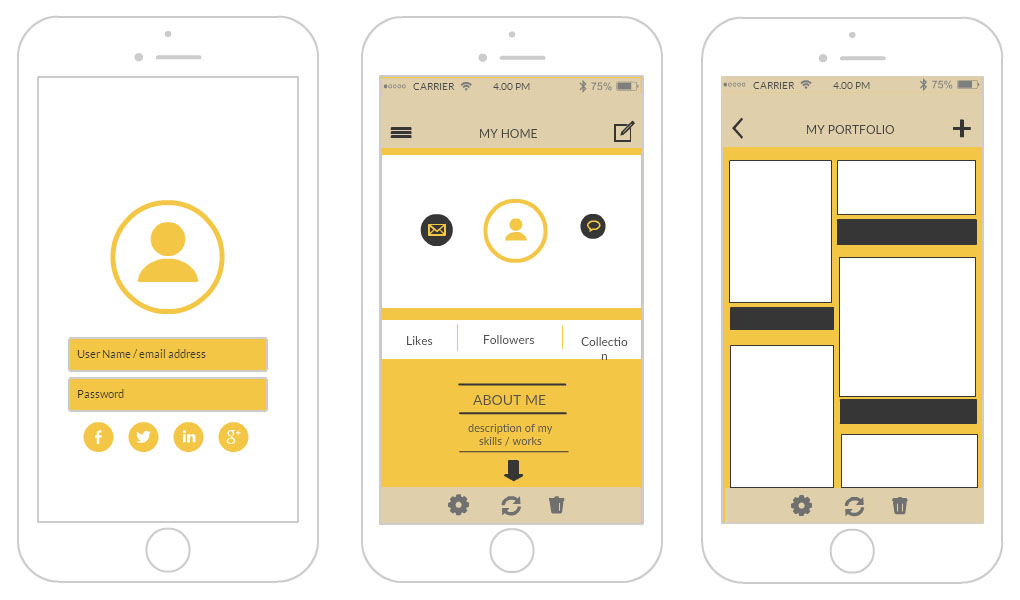 User Name / email address
Password
f
in
g+
CARRIER 4.00 PM 75%
MY HOME
Likes Followers Collectio
n
ABOUT ME
description of my
skills / works
CARRIER 4.00 PM 75%
MY PORTFOLIO